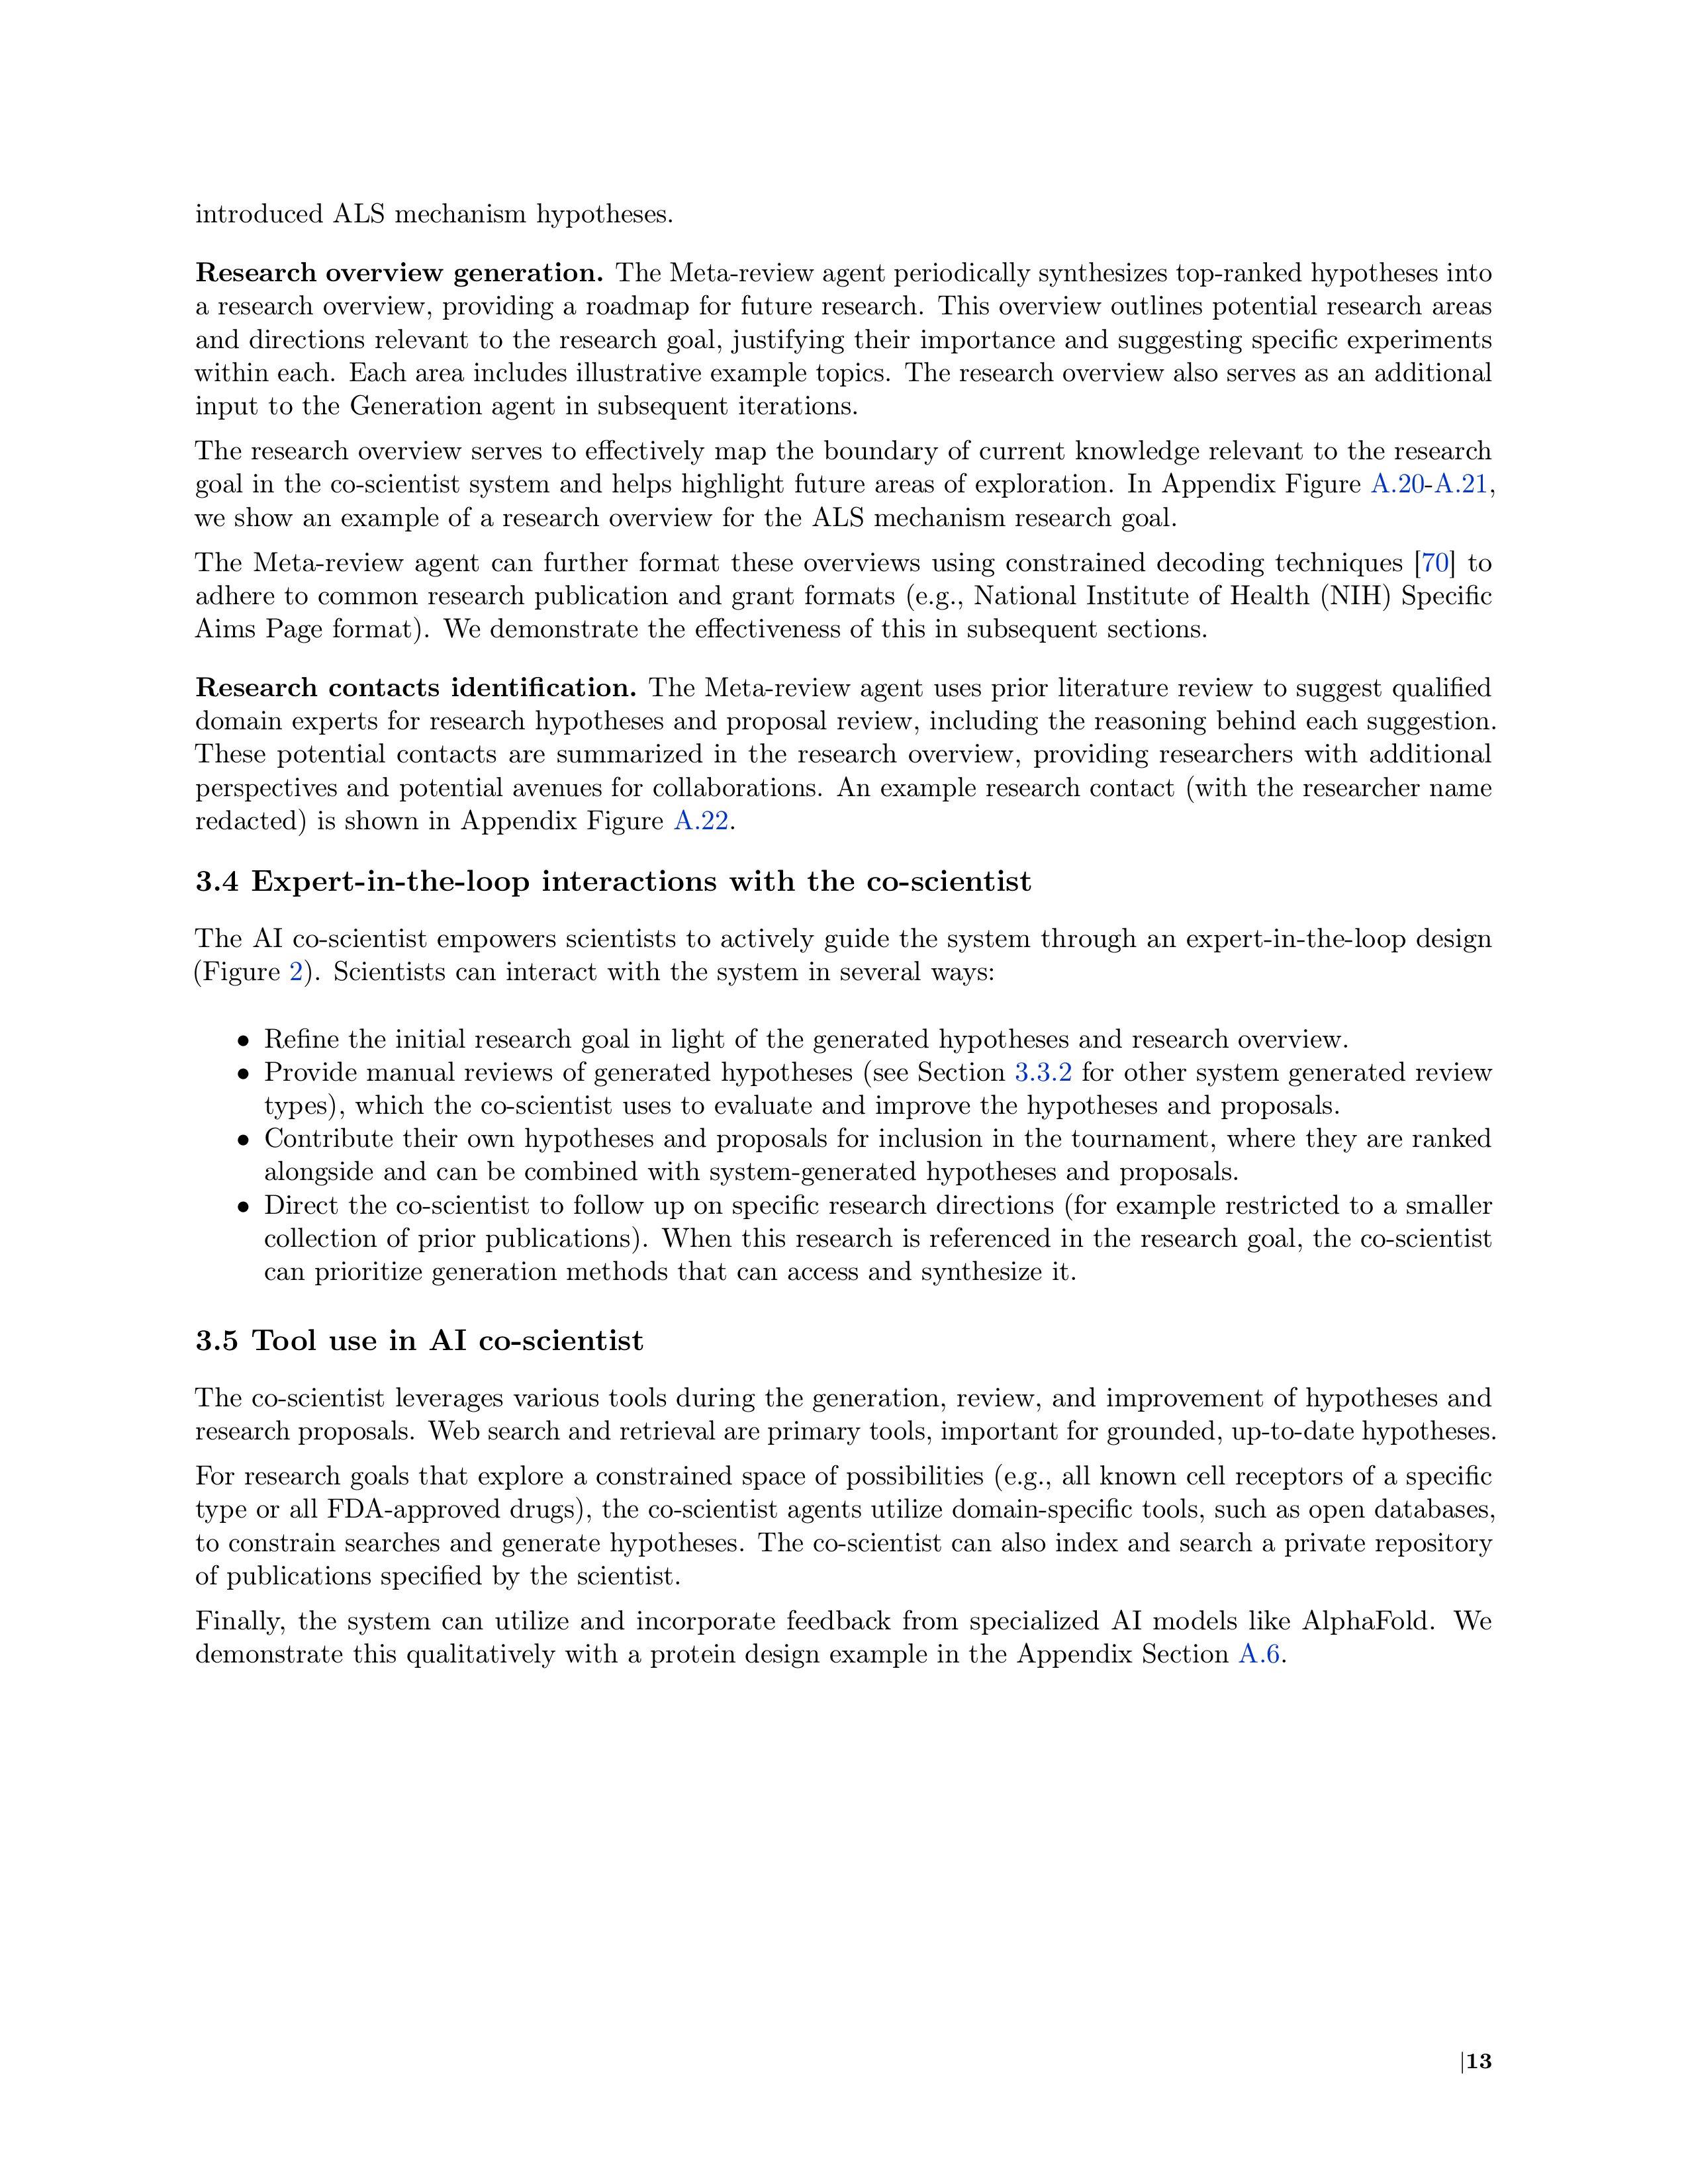 introduced ALS mechanism hypotheses.
Research overview generation. The Meta-review agent periodically synthesizes top-ranked hypotheses into
a research overview, providing a roadmap for future research. This overview outlines potential research areas
and directions relevant to the research goal, justifying their importance and suggesting specific experiments
within each. Each area includes illustrative example topics. The research overview also serves as an additional
input to the Generation agent in subsequent iterations.
The research overview serves to effectively map the boundary of current knowledge relevant to the research
goal in the co-scientist system and helps highlight future areas of exploration. In Appendix Figure A.20-A.21,
we show an example of a research overview for the ALS mechanism research goal.
The Meta-review agent can further format these overviews using constrained decoding techniques [70] to
adhere to common research publication and grant formats (e.g., National Institute of Health (NIH) Specific
Aims Page format). We demonstrate the effectiveness of this in subsequent sections.
Research contacts identification. The Meta-review agent uses prior literature review to suggest qualified
domain experts for research hypotheses and proposal review, including the reasoning behind each suggestion.
These potential contacts are summarized in the research overview, providing researchers with additional
perspectives and potential avenues for collaborations. An example research contact (with the researcher name
redacted) is shown in Appendix Figure A.22.
3.4 Expert-in-the-loop interactions with the co-scientist
The AI co-scientist empowers scientists to actively guide the system through an expert-in-the-loop design
(Figure 2). Scientists can interact with the system in several ways:
• Refine the initial research goal in light of the generated hypotheses and research overview.
• Provide manual reviews of generated hypotheses (see Section 3.3.2 for other system generated review
types), which the co-scientist uses to evaluate and improve the hypotheses and proposals.
• Contribute their own hypotheses and proposals for inclusion in the tournament, where they are ranked
alongside and can be combined with system-generated hypotheses and proposals.
• Direct the co-scientist to follow up on specific research directions (for example restricted to a smaller
collection of prior publications). When this research is referenced in the research goal, the co-scientist
can prioritize generation methods that can access and synthesize it.
3.5 Tool use in AI co-scientist
The co-scientist leverages various tools during the generation, review, and improvement of hypotheses and
research proposals. Web search and retrieval are primary tools, important for grounded, up-to-date hypotheses.
For research goals that explore a constrained space of possibilities (e.g., all known cell receptors of a specific
type or all FDA-approved drugs), the co-scientist agents utilize domain-specific tools, such as open databases,
to constrain searches and generate hypotheses. The co-scientist can also index and search a private repository
of publications specified by the scientist.
Finally, the system can utilize and incorporate feedback from specialized AI models like AlphaFold. We
demonstrate this qualitatively with a protein design example in the Appendix Section A.6.
|13